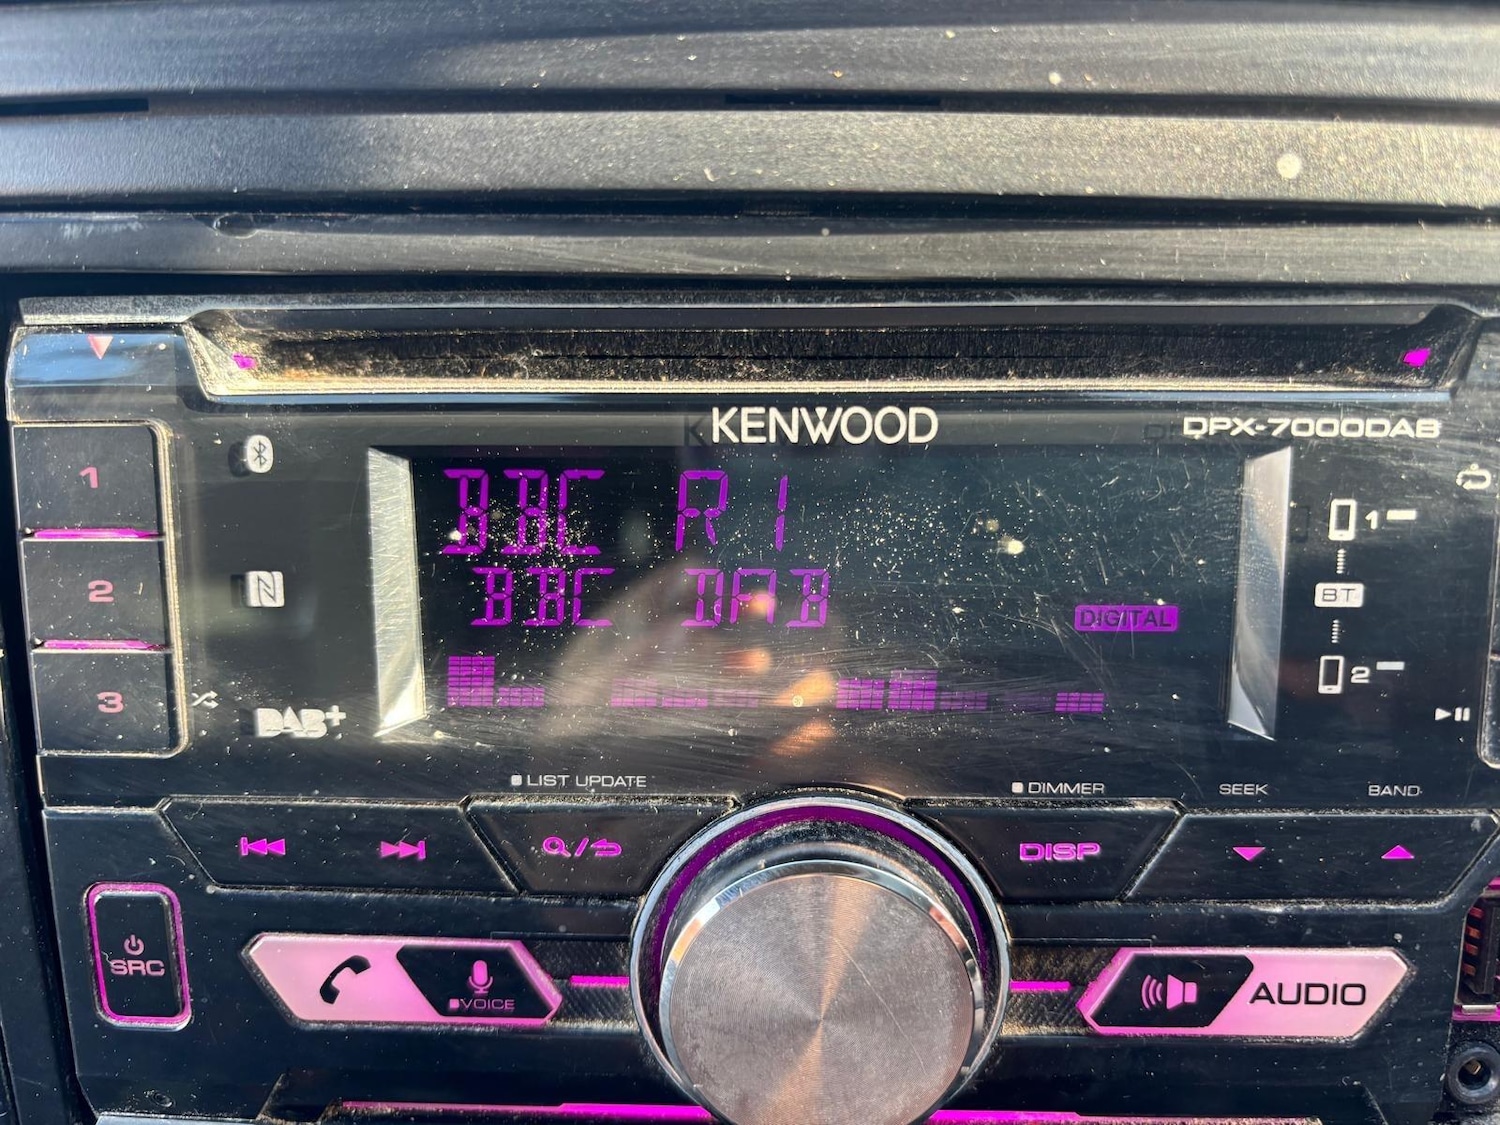 KENWOOD
DPX-7000DAB
1
2
3
BBC R1
BBC DAB
DIGITAL
DAB+
1
BT
2
LIST UPDATE
DIMMER
SEEK
BAND
DISP
SRC
VOICE
AUDIO